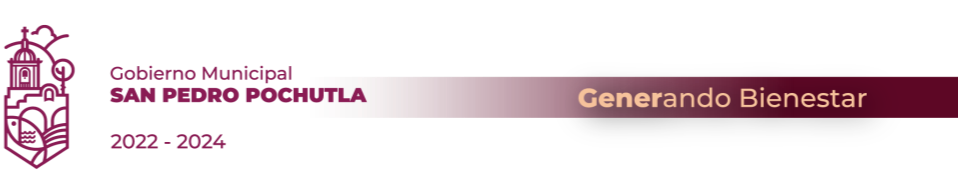 Gobierno Municipal
SAN PEDRO POCHUTLA
Generando Bienestar
2022 - 2024